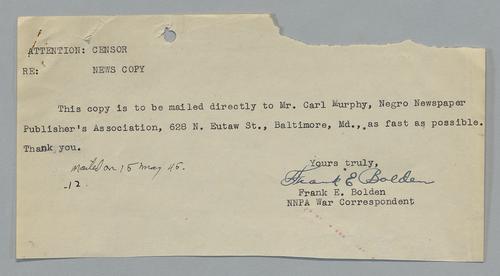 ATTENTION: CENSOR
RE: NEWS COPY
This copy is to be mailed directly to Mr. Carl Murphy, Negro Newspaper
Publisher's Association, 628 N. Eutaw St., Baltimore, Md., as fast as possible.
Thank you.
mailed on 15 may 45.
-12
Yours truly,
Frank E Bolden
Frank E. Bolden
NNPA War Correspondent